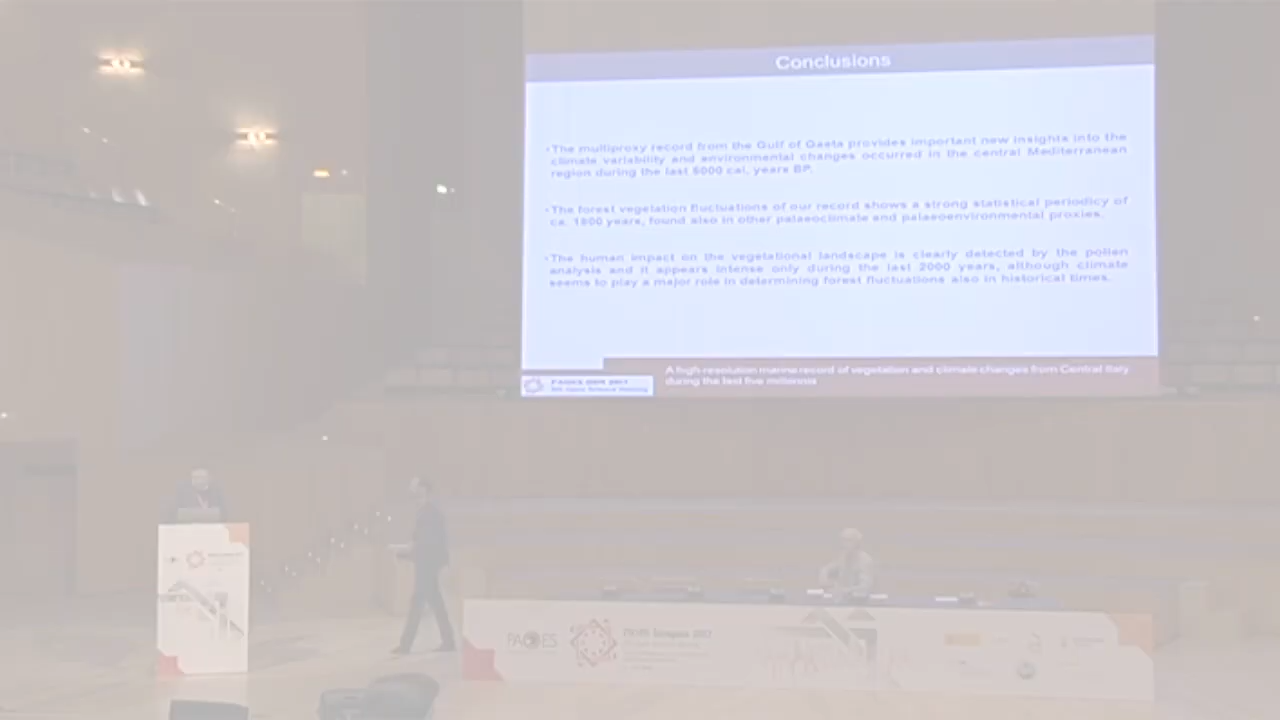 Conclusions
•The multiproxy record from the Gulf of Gaeta provides important new insights into the
climate variability and environmental changes occurred in the central Mediterranean
region during the last 5000 cal. years BP.
•The forest vegetation fluctuations of our record shows a strong statistical periodicy of
ca. 1800 years, found also in other palaeoclimate and palaeoenvironmental proxies.
•The human impact on the vegetational landscape is clearly detected by the pollen
analysis and it appears intense only during the last 2000 years, although climate
seems to play a major role in determining forest fluctuations also in historical times.
A high-resolution marine record of vegetation and climate changes from Central Italy
during the last five millennia
PAGES OSM 2017
PAGES